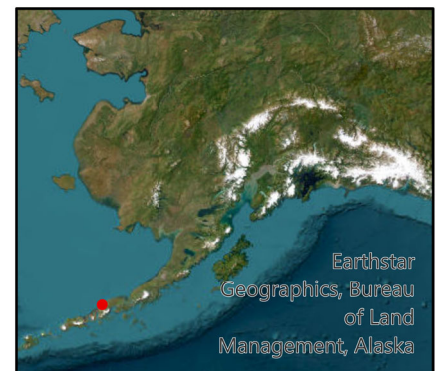 Earthstar
Geographics, Bureau
of Land
Management, Alaska